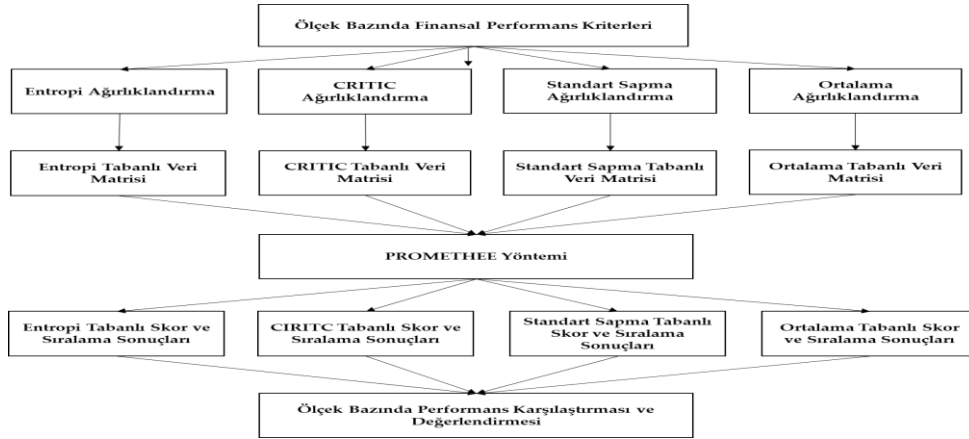 Ölçek Bazında Finansal Performans Kriterleri
Entropi Ağırlıklandırma
CRITIC
Ağırlıklandırma
Standart Sapma
Ağırlıklandırma
Ortalama
Ağırlıklandırma
Entropi Tabanlı Veri
Matrisi
CRITIC Tabanlı Veri
Matrisi
Standart Sapma Tabanlı
Veri Matrisi
Ortalama Tabanlı Veri
Matrisi
PROMETHEE Yöntemi
Entropi Tabanlı Skor ve
Sıralama Sonuçları
CIRITC Tabanlı Skor ve
Sıralama Sonuçları
Standart Sapma Tabanlı
Skor ve Sıralama
Sonuçları
Ortalama Tabanlı Skor
ve Sıralama Sonuçları
Ölçek Bazında Performans Karşılaştırması ve
Değerlendirmesi